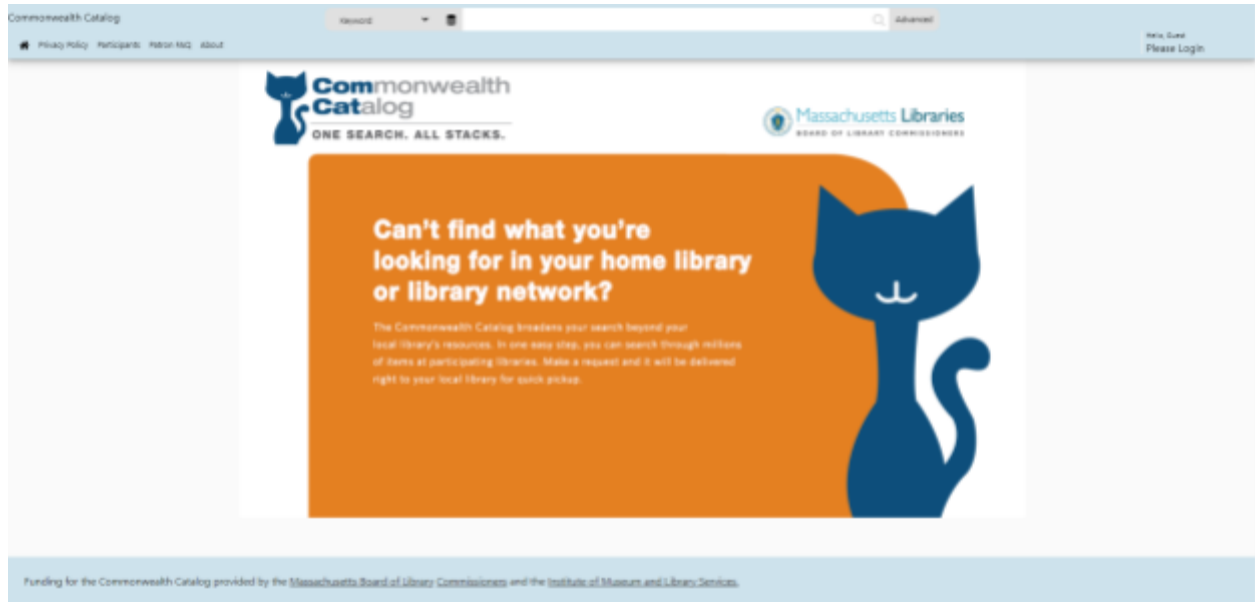 Commonwealth Catalog
Keyword
Advanced
Privacy Policy Participants Patron FAQ About
Hello, Guest
Please Login
Commonwealth
Catalog
ONE SEARCH. ALL STACKS.
Massachusetts Libraries
BOARD OF LIBRARY COMMISSIONERS
Can't find what you're
looking for in your home library
or library network?
The Commonwealth Catalog broadens your search beyond your
local library's resources. In one easy step, you can search through millions
of items at participating libraries. Make a request and it will be delivered
right to your local library for quick pickup.
Funding for the Commonwealth Catalog provided by the Massachusetts Board of Library Commissioners and the Institute of Museum and Library Services.